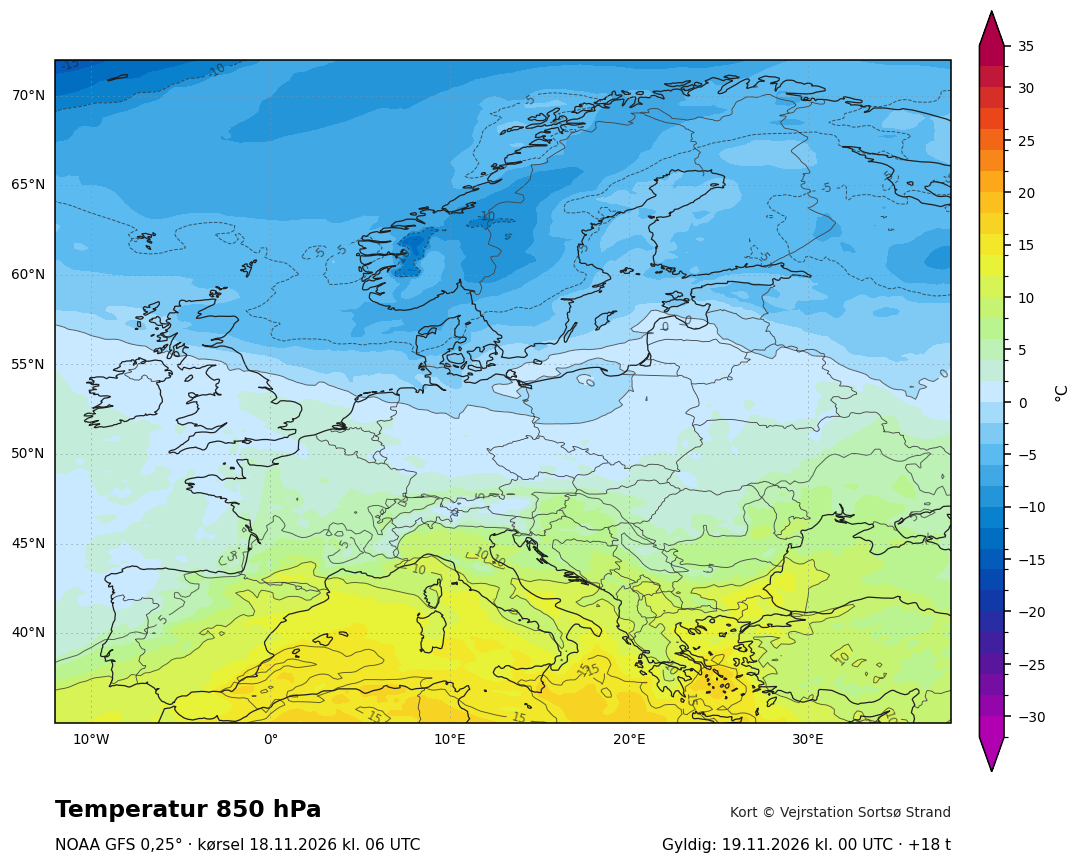 70°N
65°N
60°N
55°N
50°N
45°N
40°N
10°W 0° 10°E 20°E 30°E
35
30
25
20
15
10
5
0
−5
−10
−15
−20
−25
−30
°C
Temperatur 850 hPa
Kort © Vejrstation Sortsø Strand
NOAA GFS 0,25° · kørsel 18.11.2026 kl. 06 UTC
Gyldig: 19.11.2026 kl. 00 UTC · +18 t